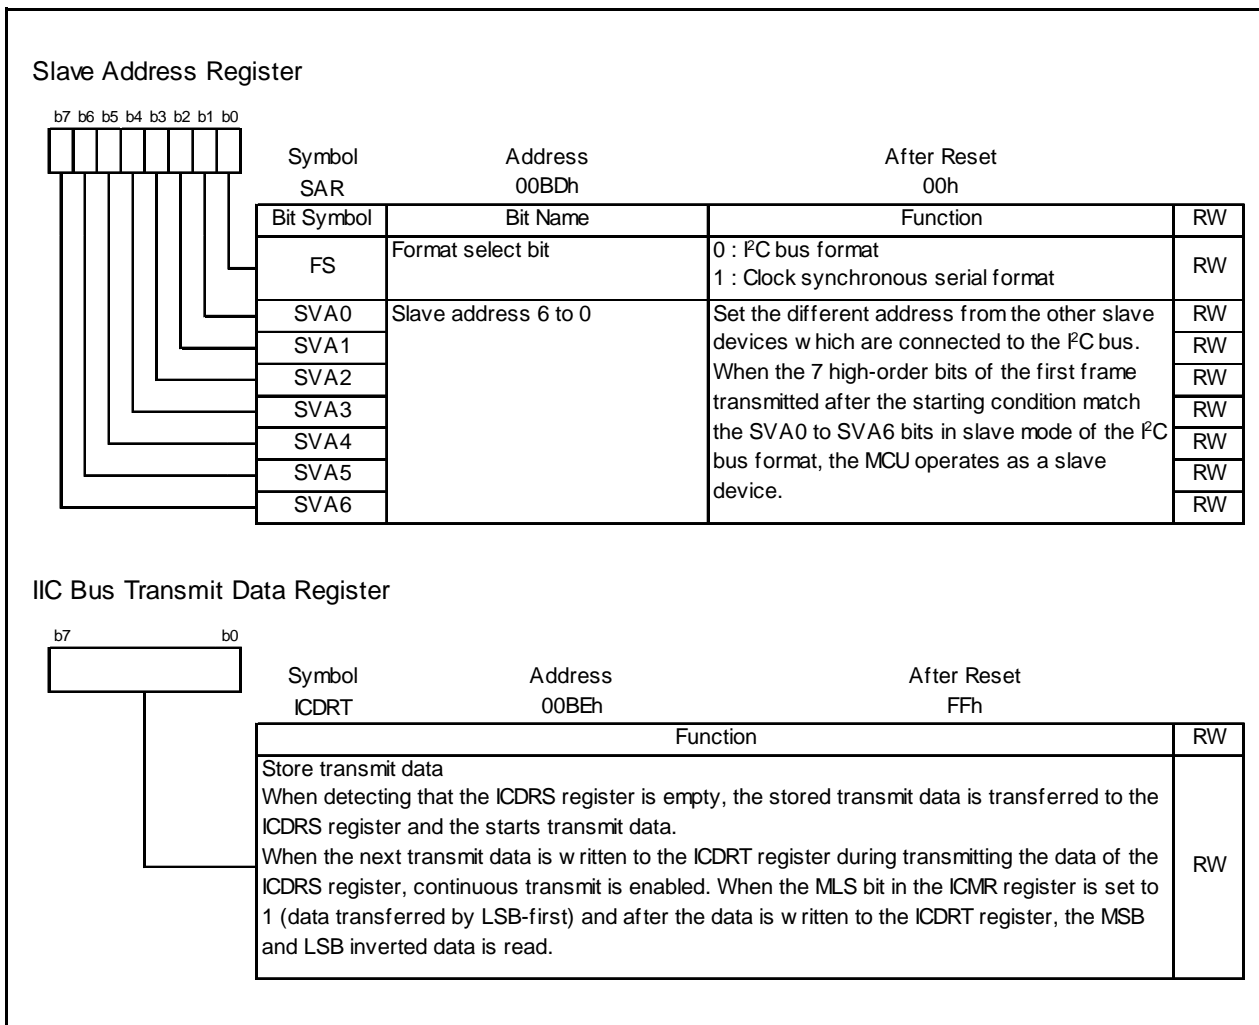 Slave Address Register
b7 b6 b5 b4 b3 b2 b1 b0
Symbol Address After Reset
SAR 00BDh 00h
Bit Symbol Bit Name Function RW
FS Format select bit 0 : I²C bus format RW
1 : Clock synchronous serial format
SVA0 Slave address 6 to 0 Set the different address from the other slave RW
SVA1 devices which are connected to the I²C bus. RW
SVA2 When the 7 high-order bits of the first frame RW
SVA3 transmitted after the starting condition match RW
SVA4 the SVA0 to SVA6 bits in slave mode of the I²C RW
SVA5 bus format, the MCU operates as a slave RW
SVA6 device. RW
IIC Bus Transmit Data Register
b7 b0
Symbol Address After Reset
ICDRT 00BEh FFh
Function RW
Store transmit data
When detecting that the ICDRS register is empty, the stored transmit data is transferred to the
ICDRS register and the starts transmit data.
When the next transmit data is written to the ICDRT register during transmitting the data of the RW
ICDRS register, continuous transmit is enabled. When the MLS bit in the ICMR register is set to
1 (data transferred by LSB-first) and after the data is written to the ICDRT register, the MSB
and LSB inverted data is read.